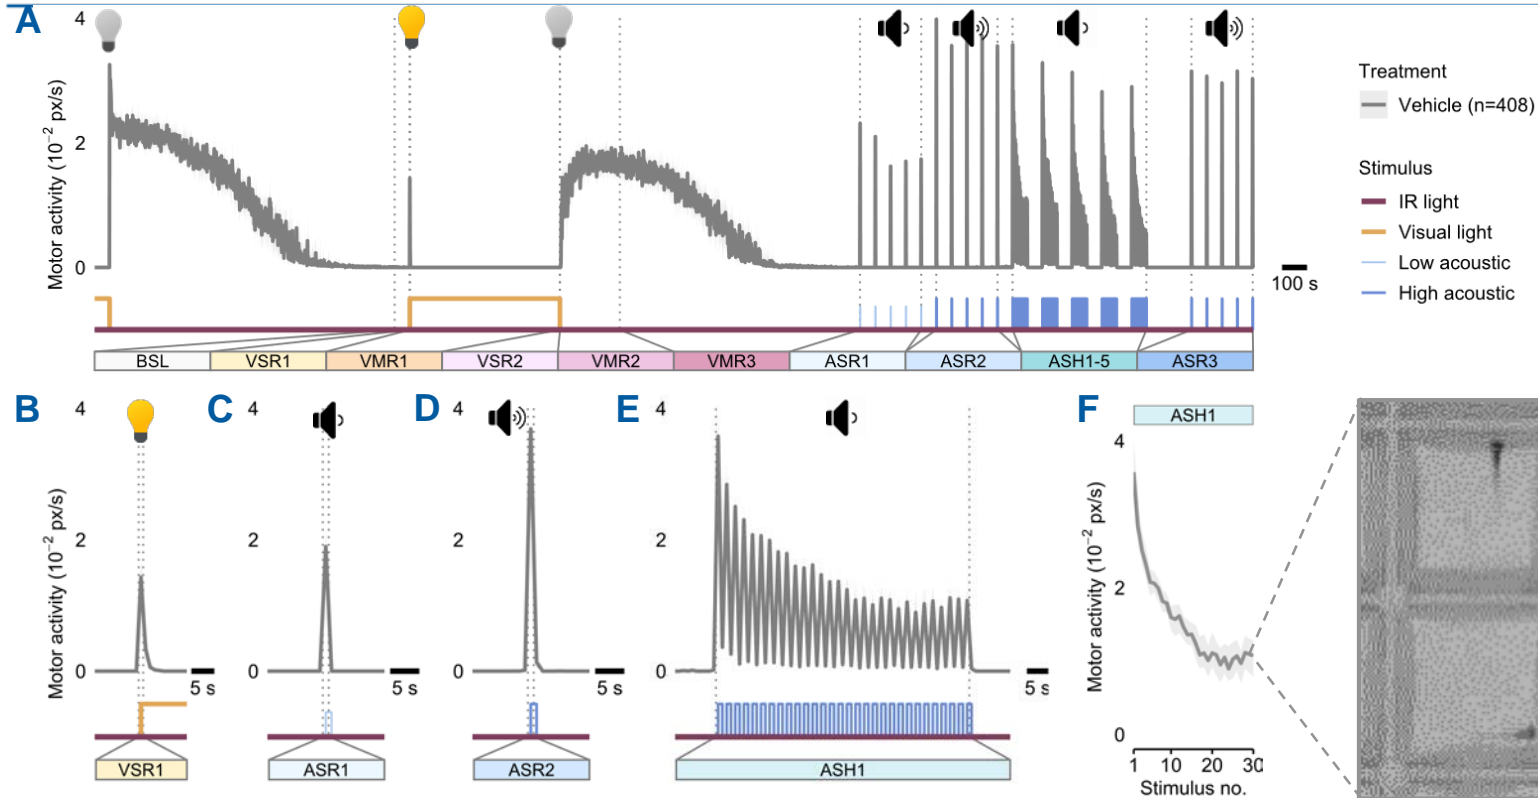 A
4
2
0
Motor activity (10⁻² px/s)
100 s
Treatment
Vehicle (n=408)
Stimulus
IR light
Visual light
Low acoustic
High acoustic
BSL VSR1 VMR1 VSR2 VMR2 VMR3 ASR1 ASR2 ASH1-5 ASR3
B
4
2
0
Motor activity (10⁻² px/s)
5 s
VSR1
C
4
2
0
5 s
ASR1
D
4
2
0
5 s
ASR2
E
4
2
0
5 s
ASH1
F
ASH1
4
2
0
Motor activity (10⁻² px/s)
1 10 20 30
Stimulus no.